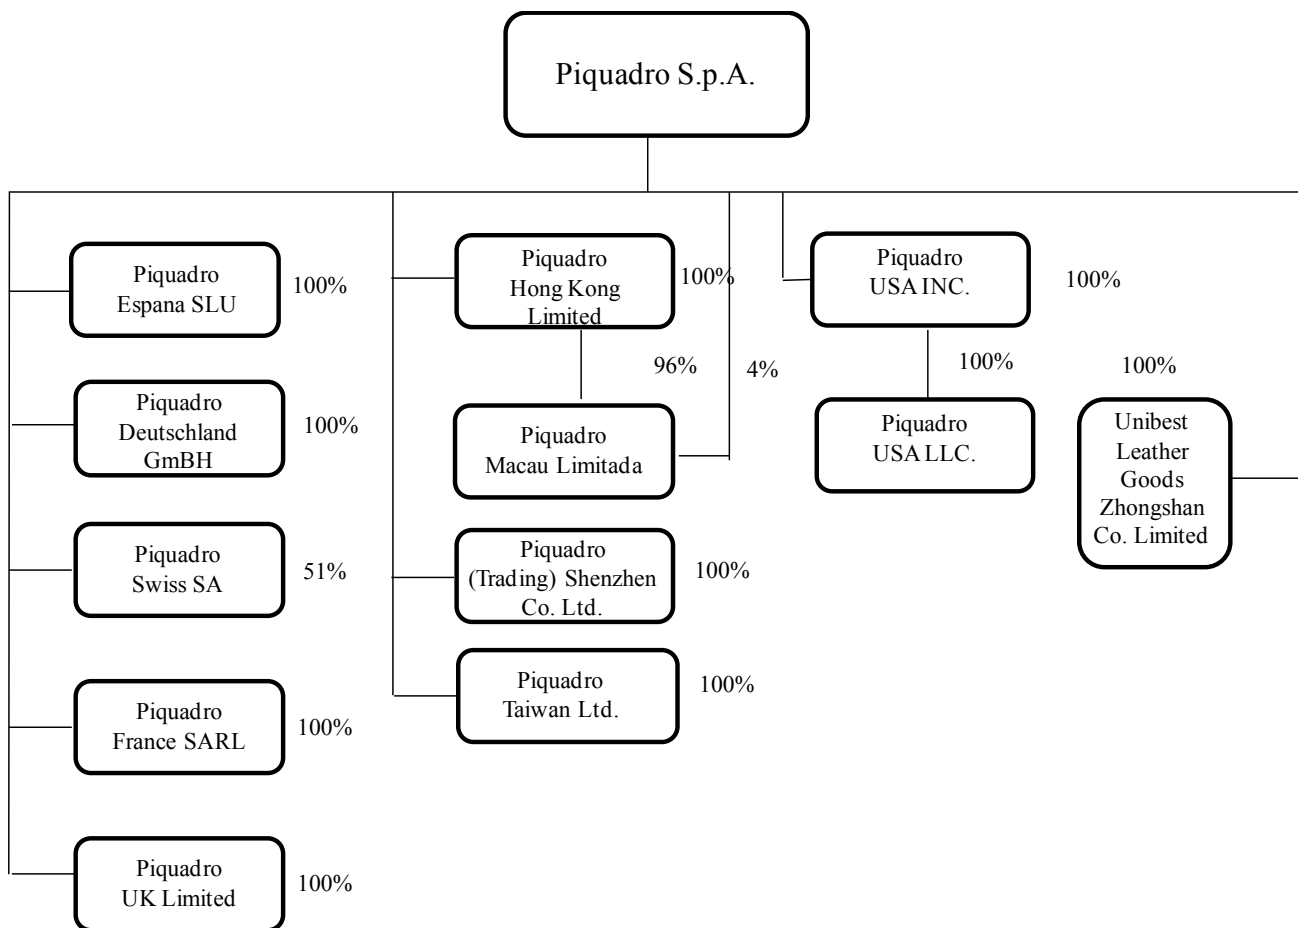 Piquadro S.p.A.
Piquadro
Espana SLU
100%
Piquadro
Deutschland
GmBH
100%
Piquadro
Swiss SA
51%
Piquadro
France SARL
100%
Piquadro
UK Limited
100%
Piquadro
Hong Kong
Limited
100%
96%
4%
Piquadro
Macau Limitada
Piquadro
(Trading) Shenzhen
Co. Ltd.
100%
Piquadro
Taiwan Ltd.
100%
Piquadro
USA INC.
100%
100%
Piquadro
USA LLC.
100%
Unibest
Leather
Goods
Zhongshan
Co. Limited